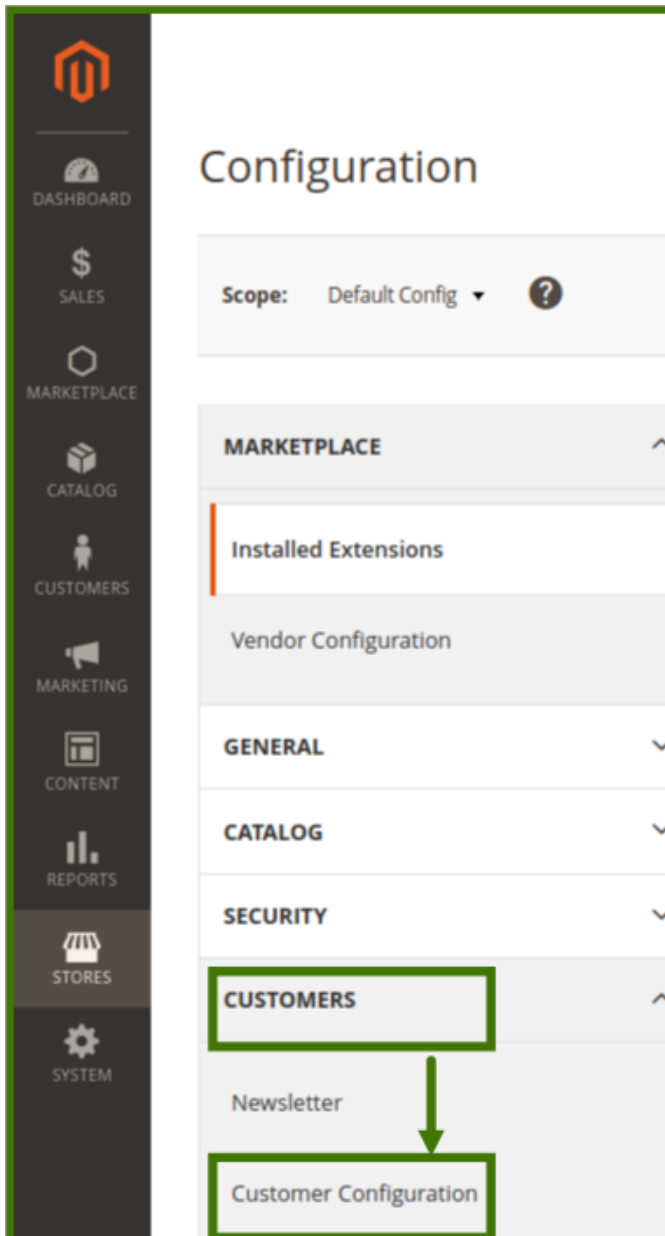 DASHBOARD
SALES
MARKETPLACE
CATALOG
CUSTOMERS
MARKETING
CONTENT
REPORTS
STORES
SYSTEM
Configuration
Scope: Default Config
MARKETPLACE
Installed Extensions
Vendor Configuration
GENERAL
CATALOG
SECURITY
CUSTOMERS
Newsletter
Customer Configuration